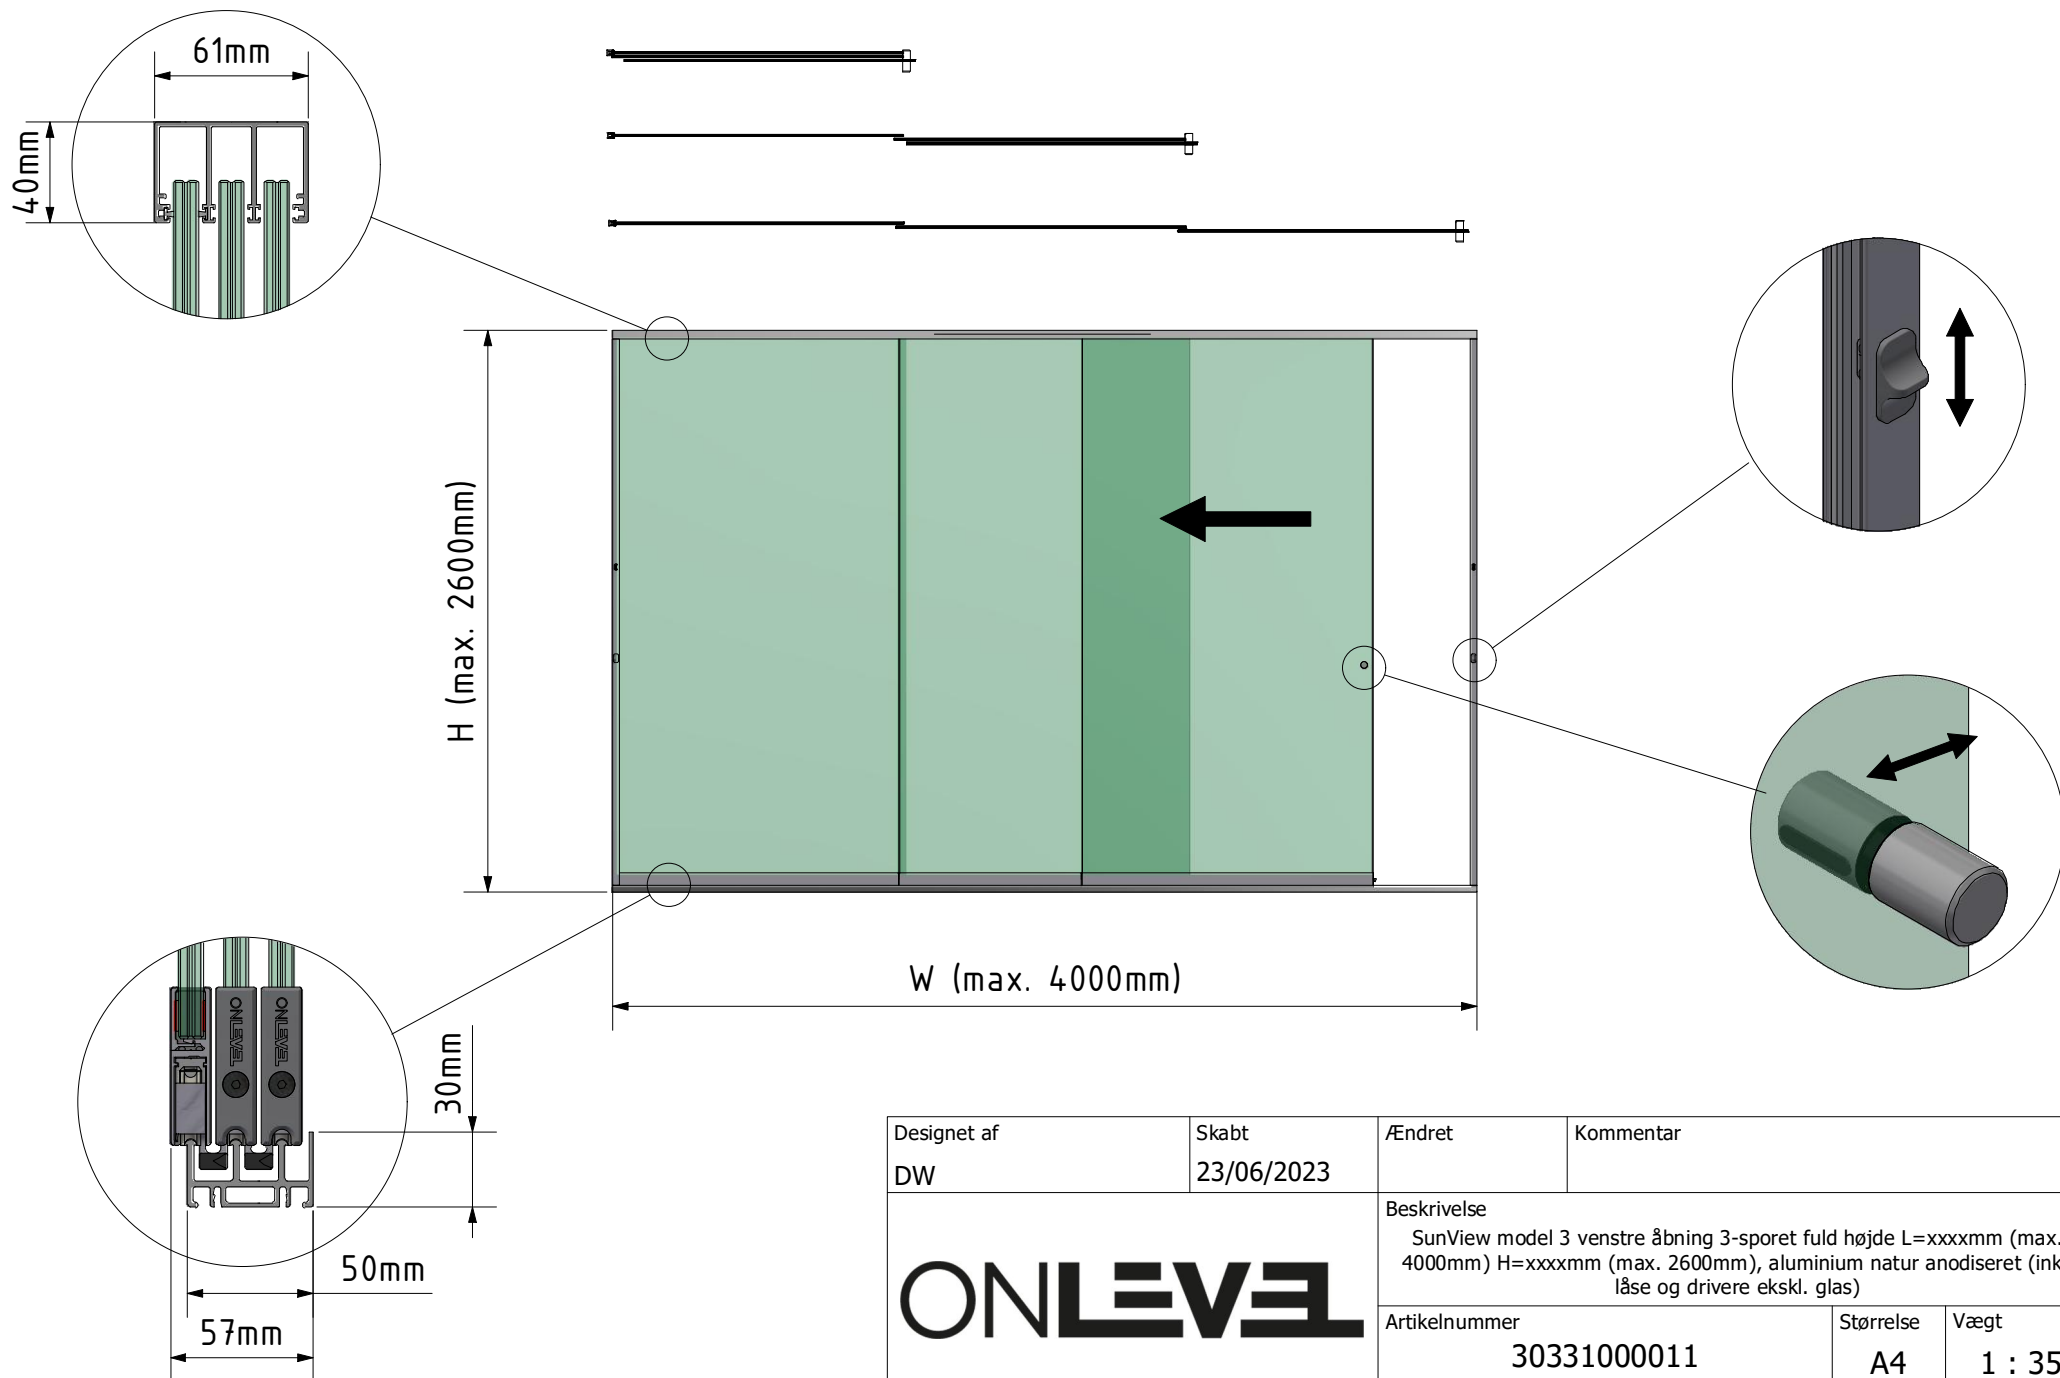 61mm
40mm
H (max. 2600mm)
W (max. 4000mm)
ONLEVEL
ONLEVEL
30mm
50mm
57mm
Designet af
DW
Skabt
23/06/2023
Ændret
Kommentar
ONLEVEL
Beskrivelse
SunView model 3 venstre åbning 3-sporet fuld højde L=xxxxmm (max.
4000mm) H=xxxxmm (max. 2600mm), aluminium natur anodiseret (ink
låse og drivere ekskl. glas)
Artikelnummer
30331000011
Størrelse
A4
Vægt
1 : 35